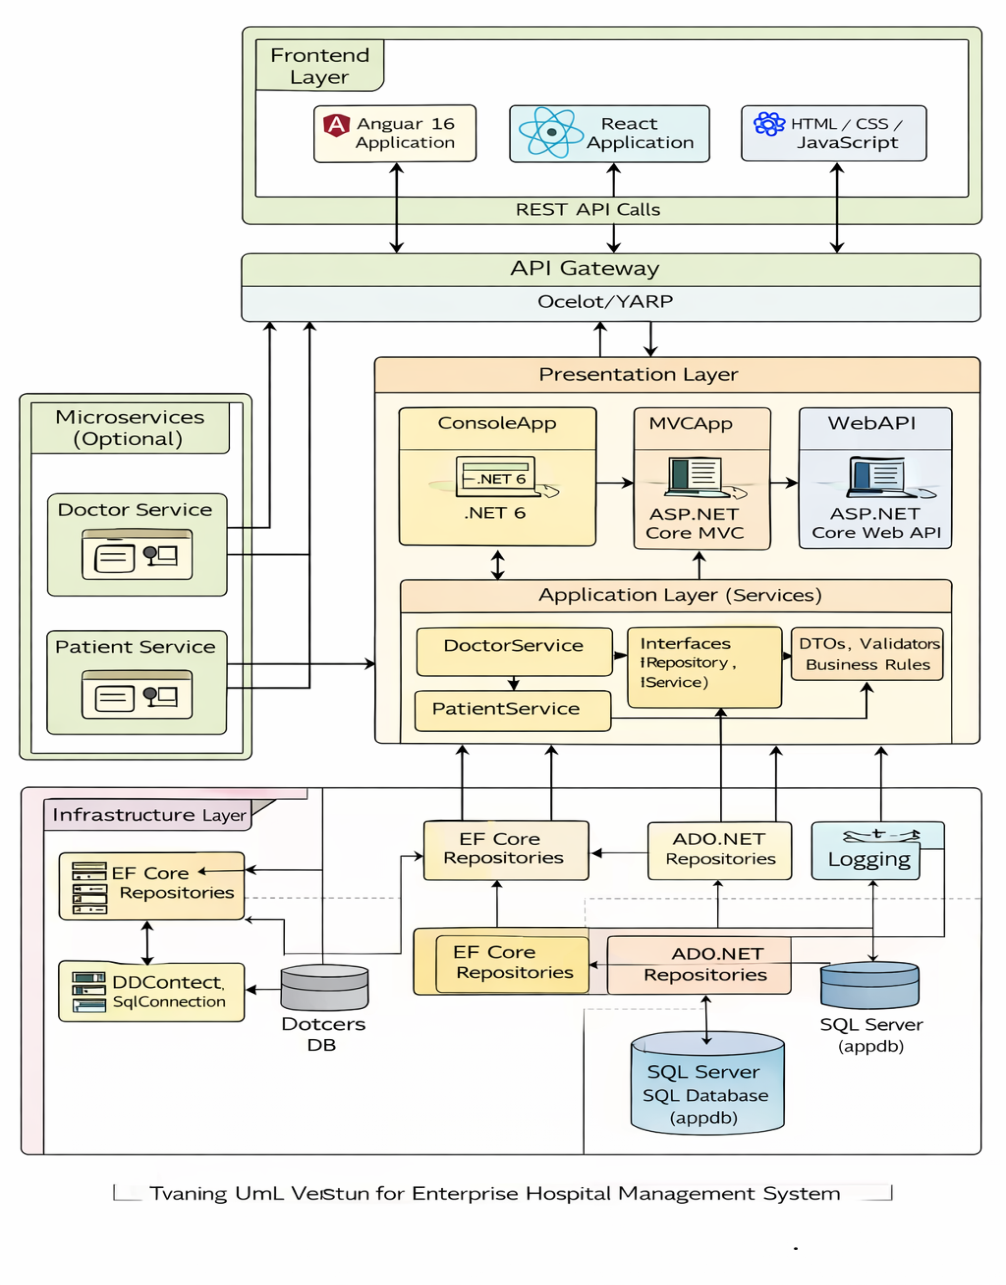 Frontend
Layer
Anguar 16
Application
React
Application
HTML / CSS /
JavaScript
REST API Calls
API Gateway
Ocelot/YARP
Presentation Layer
Microservices
(Optional)
ConsoleApp
.NET 6
.NET 6
MVCApp
ASP.NET
Core MVC
WebAPI
ASP.NET
Core Web API
Doctor Service
Patient Service
Application Layer (Services)
DoctorService
PatientService
Interfaces
IRepository,
IService)
DTOs, Validators
Business Rules
Infrastructure Layer
EF Core
Repositories
DDContect,
SqlConnection
Dotcers
DB
EF Core
Repositories
ADO.NET
Repositories
Logging
EF Core
Repositories
ADO.NET
Repositories
SQL Server
(appdb)
SQL Server
SQL Database
(appdb)
Tvaning UmL Verstun for Enterprise Hospital Management System